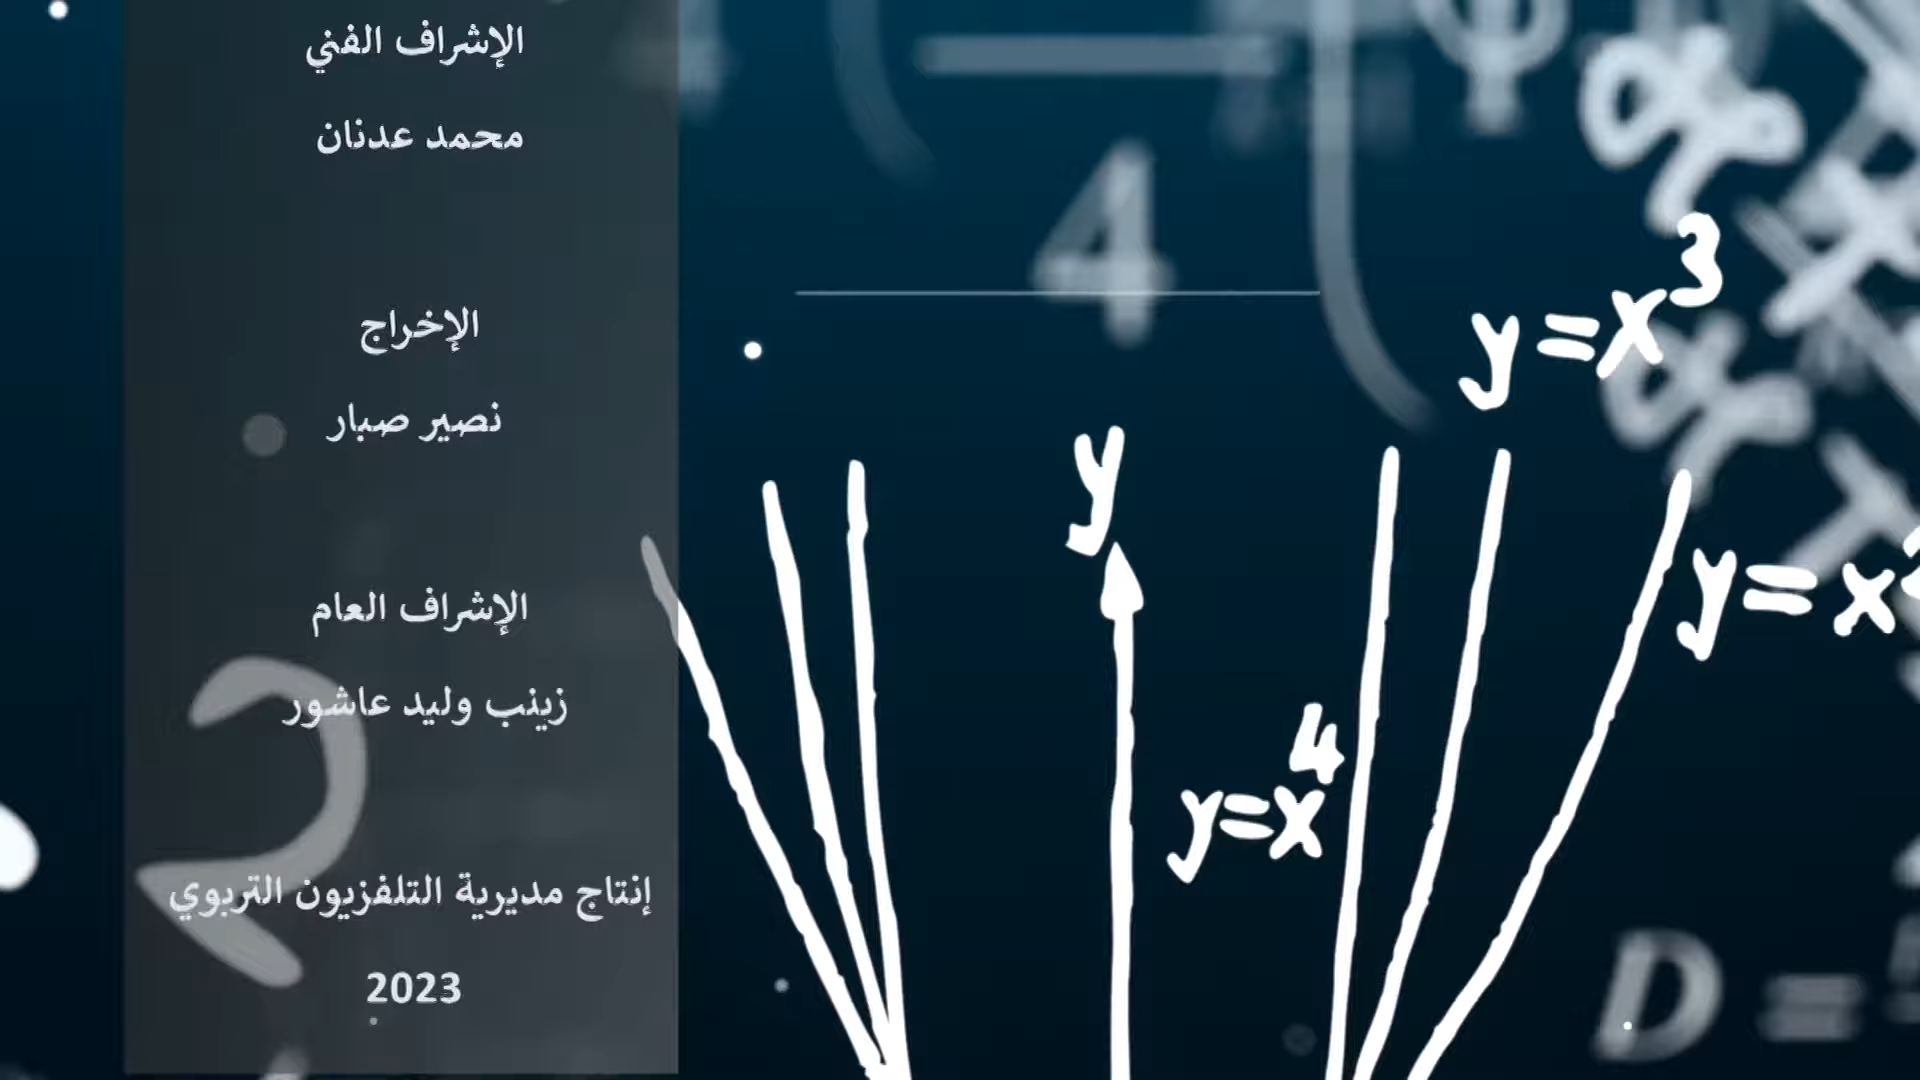 الإشراف الفني
محمد عدنان
الإخراج
نصير صبار
الإشراف العام
زينب وليد عاشور
إنتاج مديرية التلفزيون التربوي
2023
4
y=x³
y
y=x
y=x⁴
D =